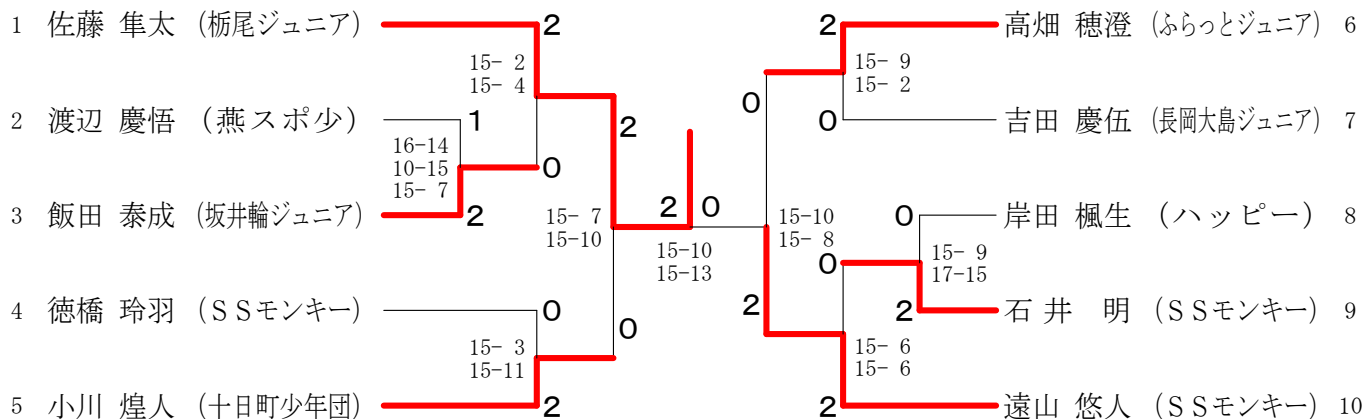 1 佐藤 隼太 (栃尾ジュニア) 2
15- 2
15- 4
2 渡辺 慶悟 (燕スポ少) 1
16-14
10-15
15- 7
0
2
3 飯田 泰成 (坂井輪ジュニア) 2
15- 7
15-10
4 徳橋 玲羽 (SSモンキー) 0
0
15- 3
15-11
5 小川 煌人 (十日町少年団) 2
2 0
15-10
15-13
2 高畑 穂澄 (ふらっとジュニア) 6
15- 9
15- 2
0
0 吉田 慶伍 (長岡大島ジュニア) 7
15-10
15- 8
0 岸田 楓生 (ハッピー) 8
15- 9
17-15
0
2 石井 明 (SSモンキー) 9
2
15- 6
15- 6
2 遠山 悠人 (SSモンキー) 10